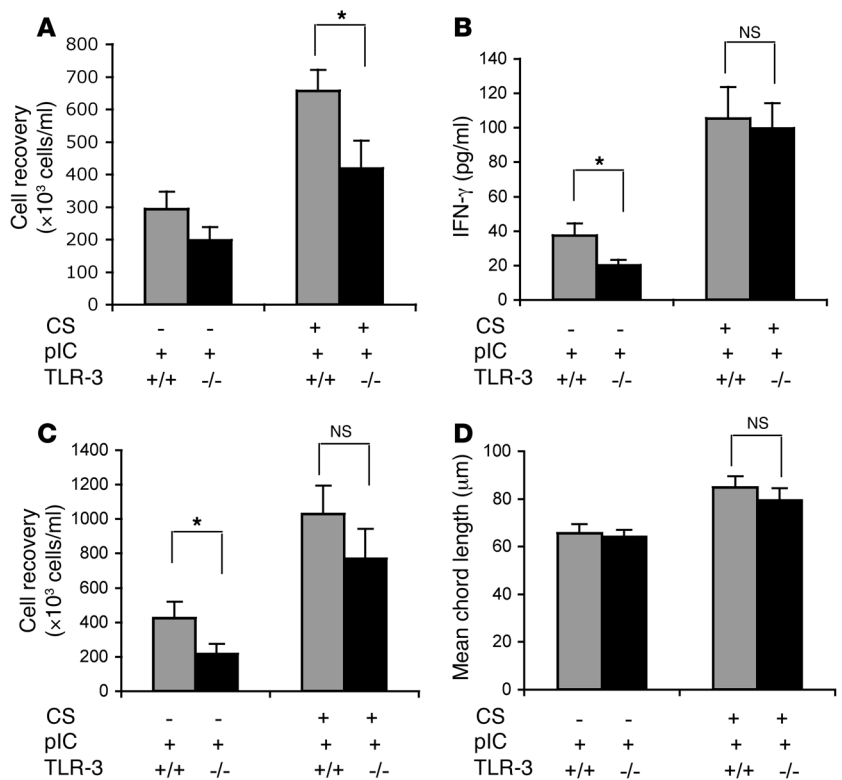 A
Cell recovery
(×10³ cells/ml)
800
700
600
500
400
300
200
100
0
*
CS - - + +
pIC + + + +
TLR-3 +/+ -/- +/+ -/-
B
IFN-γ (pg/ml)
140
120
100
80
60
40
20
0
*
NS
CS - - + +
pIC + + + +
TLR-3 +/+ -/- +/+ -/-
C
Cell recovery
(×10³ cells/ml)
1400
1200
1000
800
600
400
200
0
*
NS
CS - - + +
pIC + + + +
TLR-3 +/+ -/- +/+ -/-
D
Mean chord length (μm)
100
80
60
40
20
0
NS
CS - - + +
pIC + + + +
TLR-3 +/+ -/- +/+ -/-